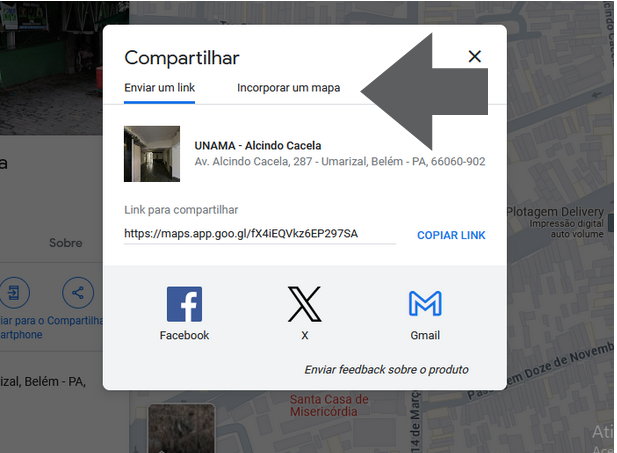 Compartilhar
Enviar um link
Incorporar um mapa
UNAMA - Alcindo Cacela
Av. Alcindo Cacela, 287 - Umarizal, Belém - PA, 66060-902
Link para compartilhar
https://maps.app.goo.gl/fX4iEQVkz6EP297SA
COPIAR LINK
Facebook
X
Gmail
Enviar feedback sobre o produto
a
Sobre
iar para o
artphone
Compartilha
izal, Belém - PA,
Plotagem Delivery
Impressão digital
auto volume
Santa Casa de
Misericórdia
14 de Março
Passagem Doze de Novemb
Ati
Ace